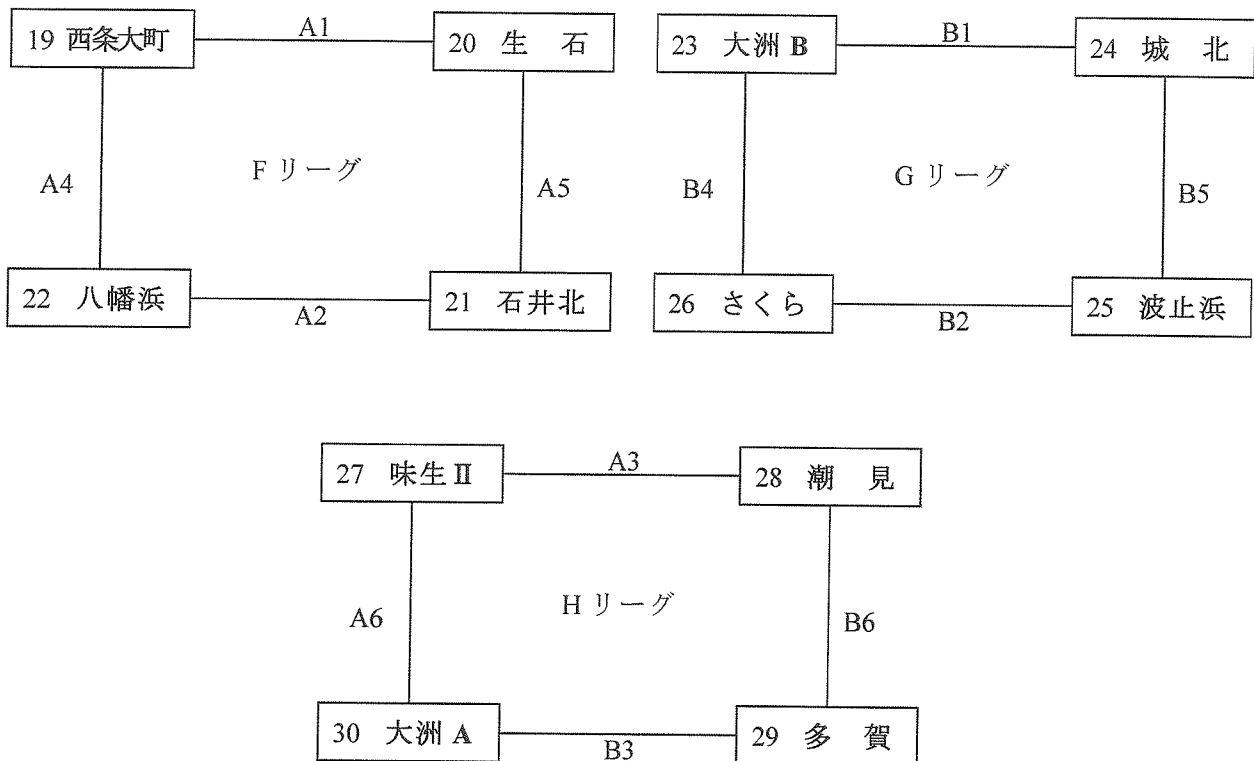 19 西条大町 A1 20 生 石
23 大洲 B B1 24 城 北
A4 F リーグ A5
B4 G リーグ B5
22 八幡浜 A2 21 石井北
26 さくら B2 25 波止浜
27 味生Ⅱ A3 28 潮 見
A6 H リーグ B6
30 大洲 A B3 29 多 賀